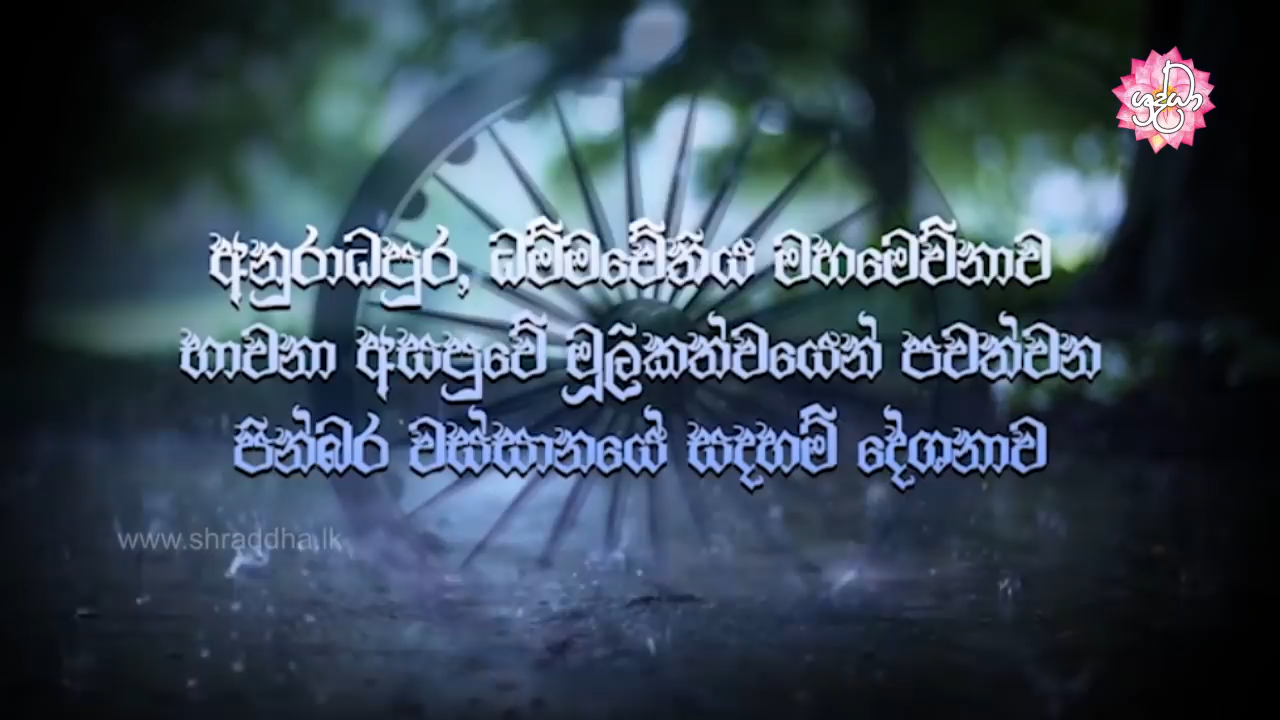 ශ්‍රද්ධා
අනුරාධපුර, ධම්මචේතිය මහමෙව්නාව
භාවනා අසපුවේ මූලිකත්වයෙන් පවත්වන
පින්බර වස්සානයේ සදහම් දේශනාව
www.shraddha.lk